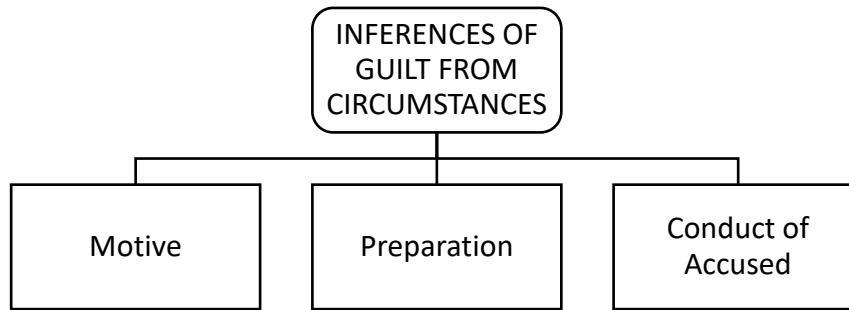 INFERENCES OF
GUILT FROM
CIRCUMSTANCES
Motive
Preparation
Conduct of
Accused